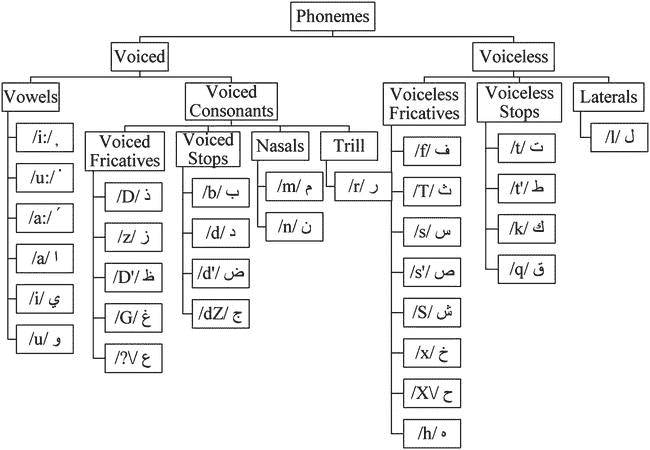 Phonemes
Voiced
Voiceless
Vowels
Voiced Consonants
Voiceless Fricatives
Voiceless Stops
Laterals
Voiced Fricatives
Voiced Stops
Nasals
Trill
/i:/ ِ
/u:/ ُ
/a:/ َ
/a/ ا
/i/ ي
/u/ و
/D/ ذ
/z/ ز
/D'/ ظ
/G/ غ
/?\/ ع
/b/ ب
/d/ د
/d'/ ض
/dZ/ ج
/m/ م
/n/ ن
/r/ ر
/f/ ف
/T/ ث
/s/ س
/s'/ ص
/S/ ش
/x/ خ
/X\/ ح
/h/ ه
/t/ ت
/t'/ ط
/k/ ك
/q/ ق
/l/ ل